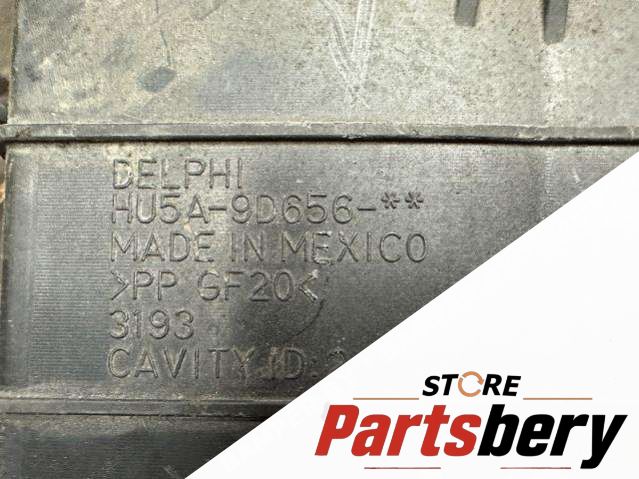 DELPHI
HU5A-9D656-**
MADE IN MEXICO
>PP GF20<
3193
CAVITY ID:
STORE
Partsbery